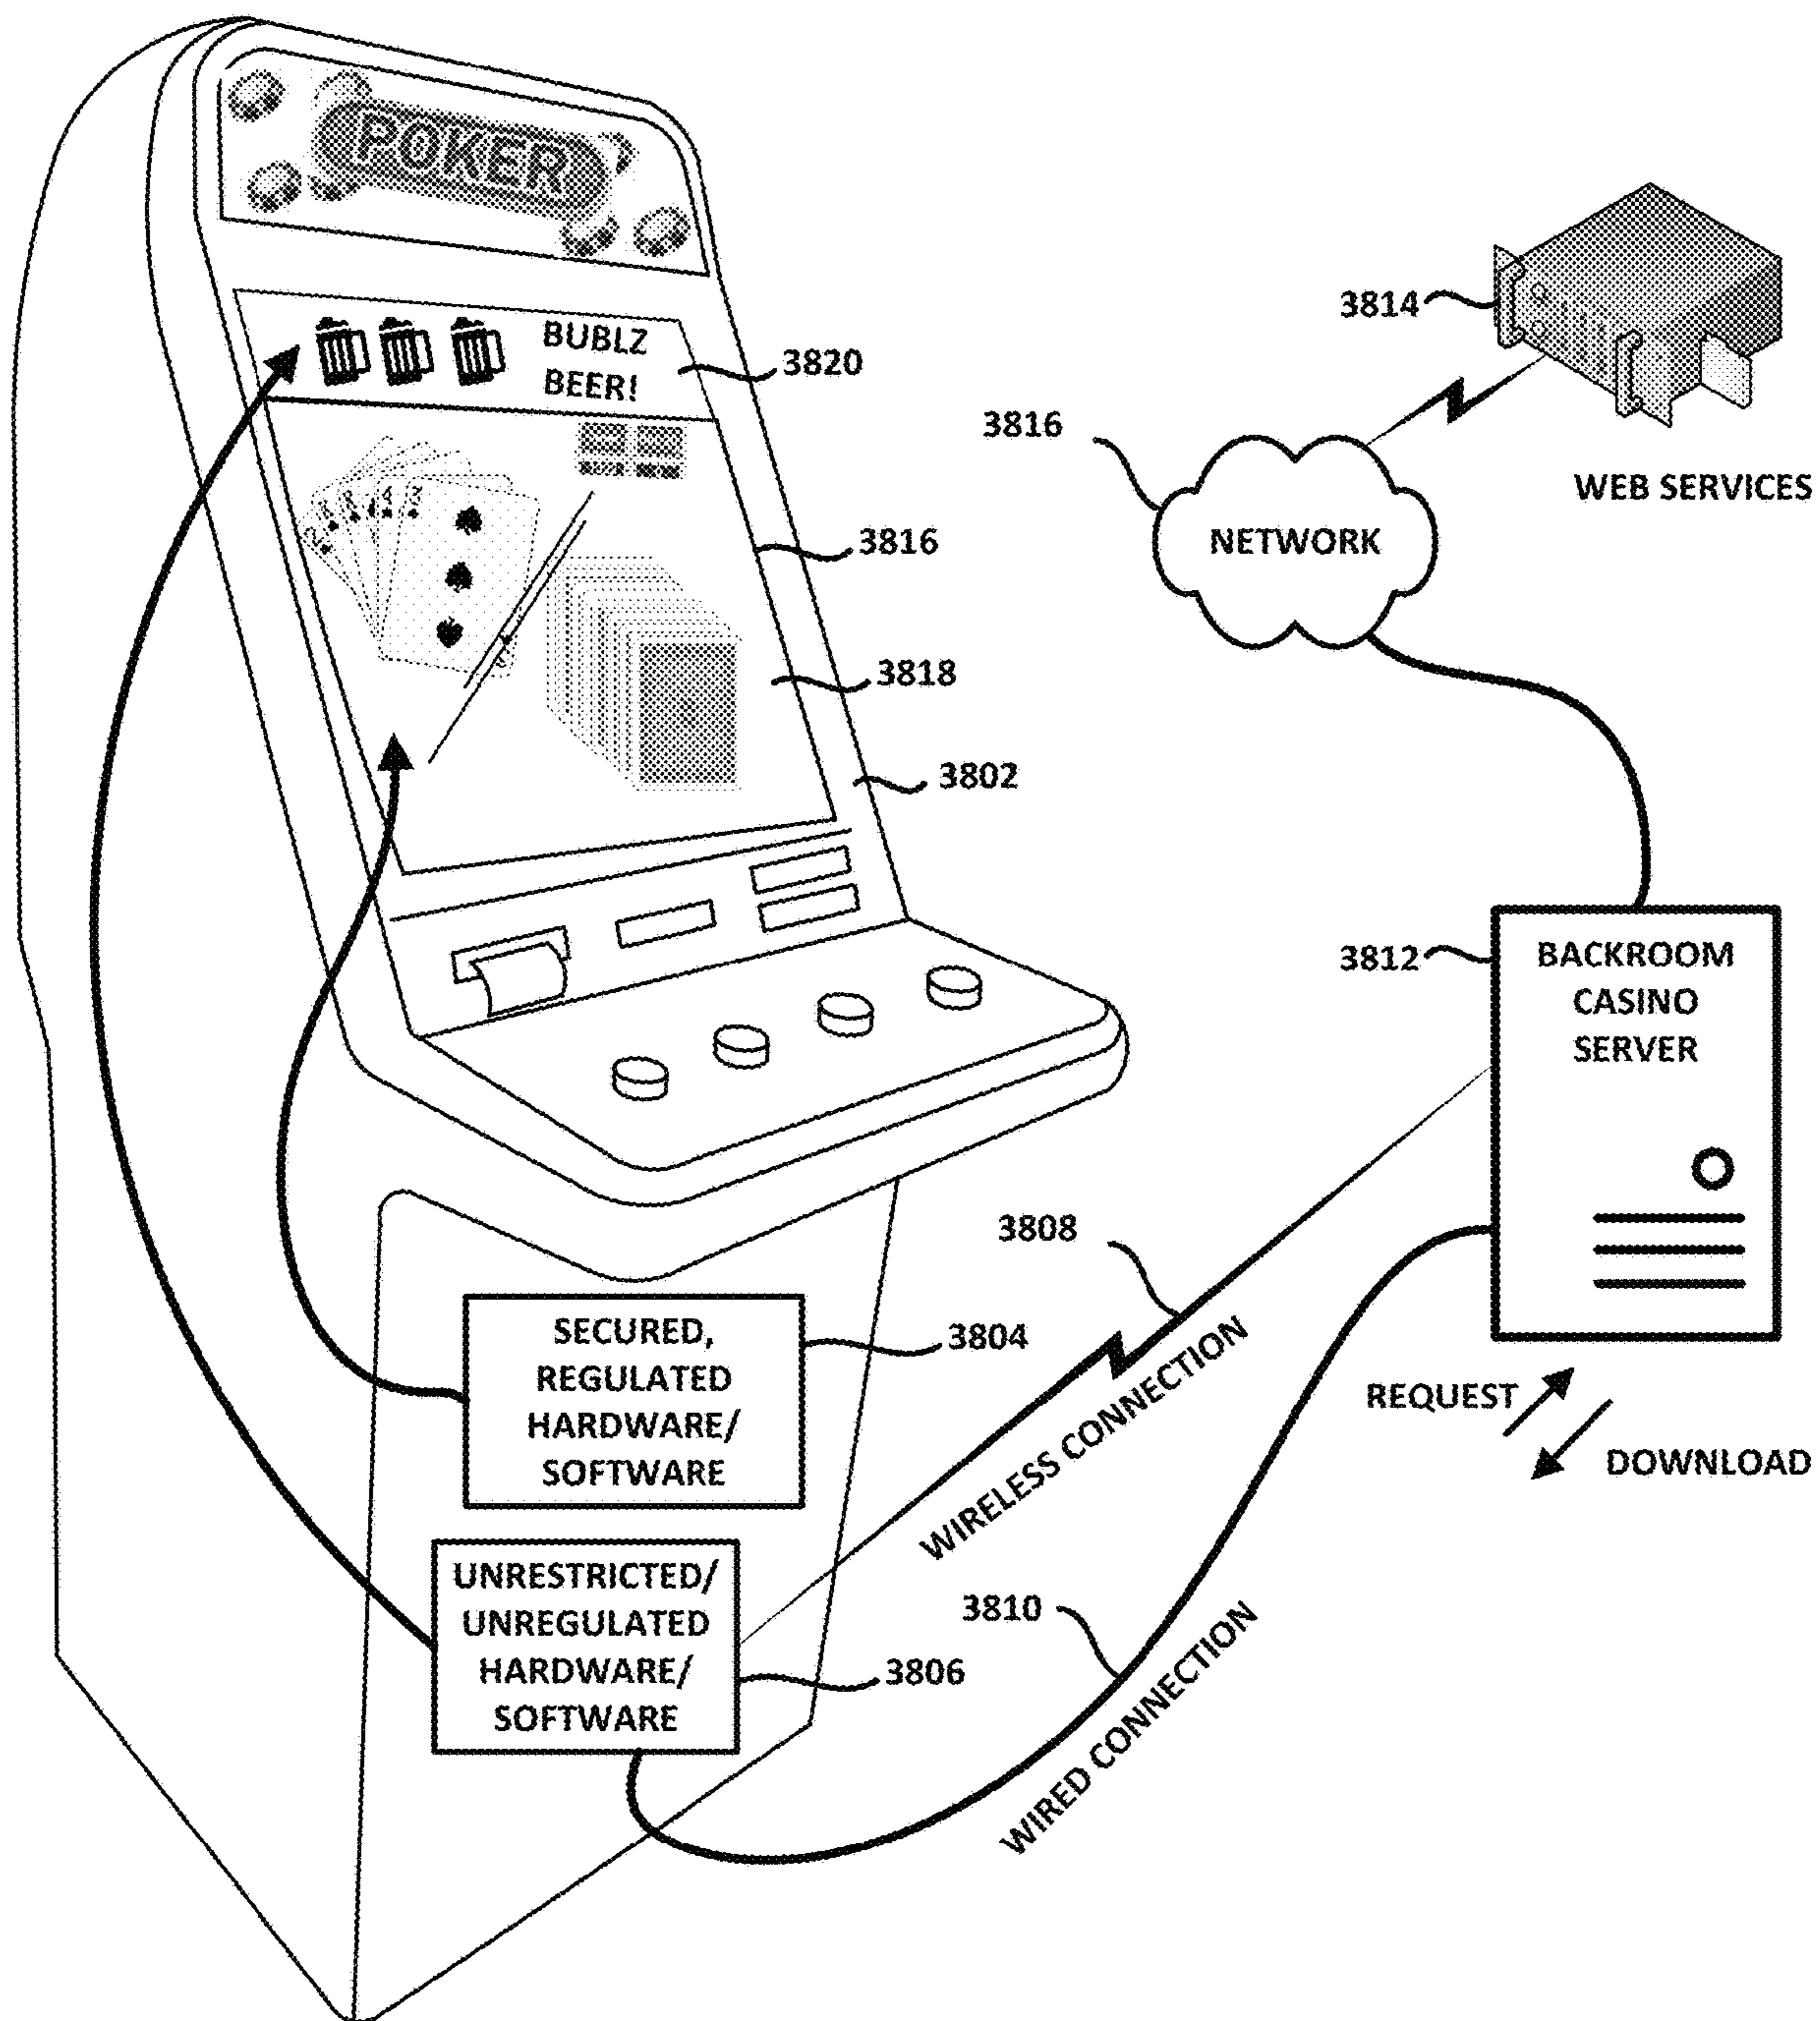 POKER
BUBLZ
BEER!
3820
3814
3816
WEB SERVICES
NETWORK
3816
3818
3802
3812
BACKROOM
CASINO
SERVER
3808
SECURED,
REGULATED
HARDWARE/
SOFTWARE
3804
WIRELESS CONNECTION
REQUEST
DOWNLOAD
UNRESTRICTED/
UNREGULATED
HARDWARE/
SOFTWARE
3806
3810
WIRED CONNECTION